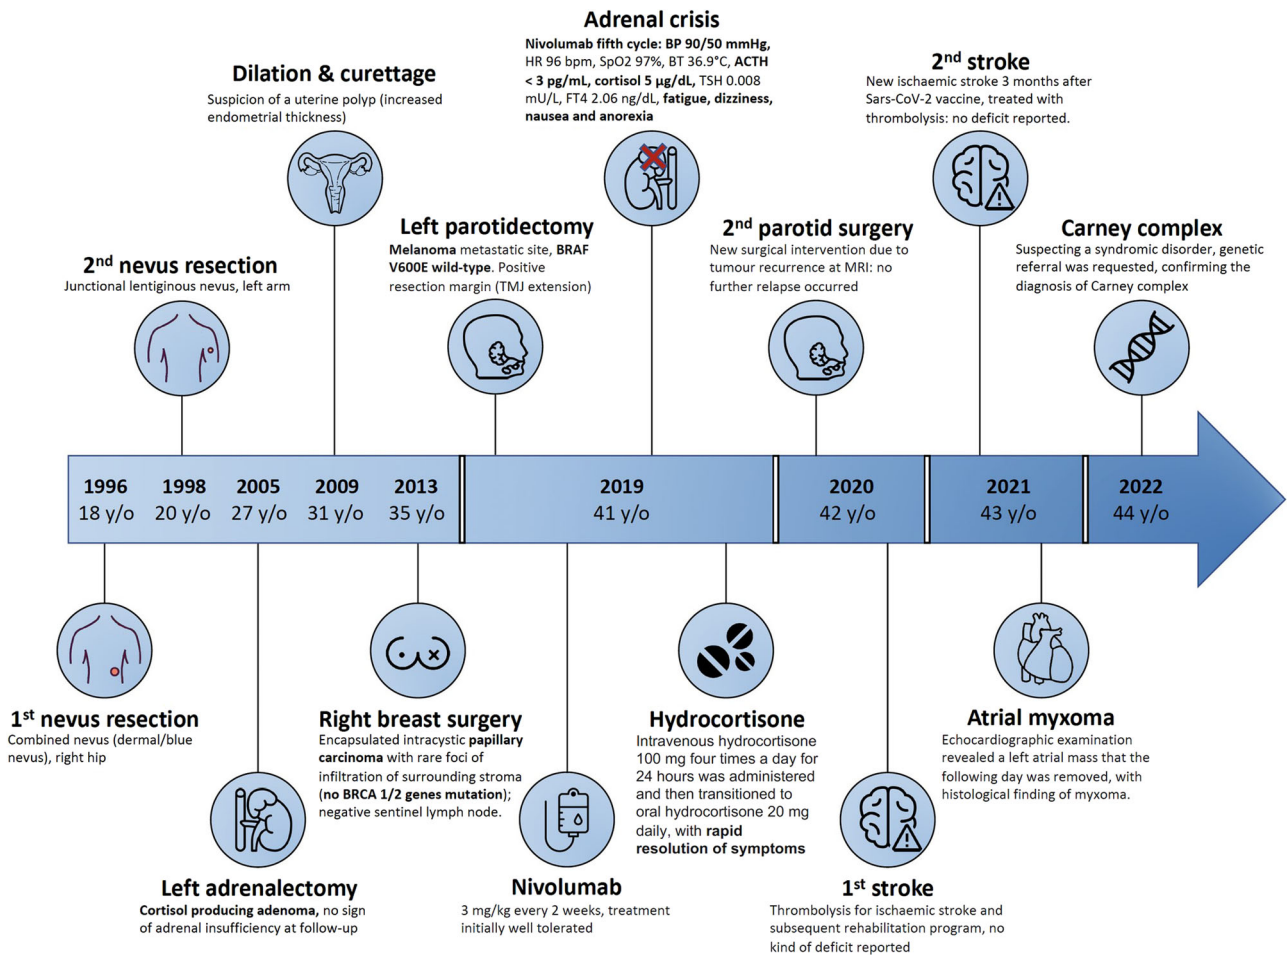 Adrenal crisis
Nivolumab fifth cycle: BP 90/50 mmHg,
HR 96 bpm, SpO2 97%, BT 36.9°C, ACTH
< 3 pg/mL, cortisol 5 µg/dL, TSH 0.008
mU/L, FT4 2.06 ng/dL, fatigue, dizziness,
nausea and anorexia
2nd stroke
New ischaemic stroke 3 months after
Sars-CoV-2 vaccine, treated with
thrombolysis: no deficit reported.
Dilation & curettage
Suspicion of a uterine polyp (increased
endometrial thickness)
Left parotidectomy
Melanoma metastatic site, BRAF
V600E wild-type. Positive
resection margin (TMJ extension)
2nd parotid surgery
New surgical intervention due to
tumour recurrence at MRI: no
further relapse occurred
Carney complex
Suspecting a syndromic disorder, genetic
referral was requested, confirming the
diagnosis of Carney complex
2nd nevus resection
Junctional lentiginous nevus, left arm
1996 1998 2005 2009 2013 2019 2020 2021 2022
18 y/o 20 y/o 27 y/o 31 y/o 35 y/o 41 y/o 42 y/o 43 y/o 44 y/o
1st nevus resection
Combined nevus (dermal/blue
nevus), right hip
Right breast surgery
Encapsulated intracystic papillary
carcinoma with rare foci of
infiltration of surrounding stroma
(no BRCA 1/2 genes mutation);
negative sentinel lymph node.
Hydrocortisone
Intravenous hydrocortisone
100 mg four times a day for
24 hours was administered
and then transitioned to
oral hydrocortisone 20 mg
daily, with rapid
resolution of symptoms
Atrial myxoma
Echocardiographic examination
revealed a left atrial mass that the
following day was removed, with
histological finding of myxoma.
Left adrenalectomy
Cortisol producing adenoma, no sign
of adrenal insufficiency at follow-up
Nivolumab
3 mg/kg every 2 weeks, treatment
initially well tolerated
1st stroke
Thrombolysis for ischaemic stroke and
subsequent rehabilitation program, no
kind of deficit reported